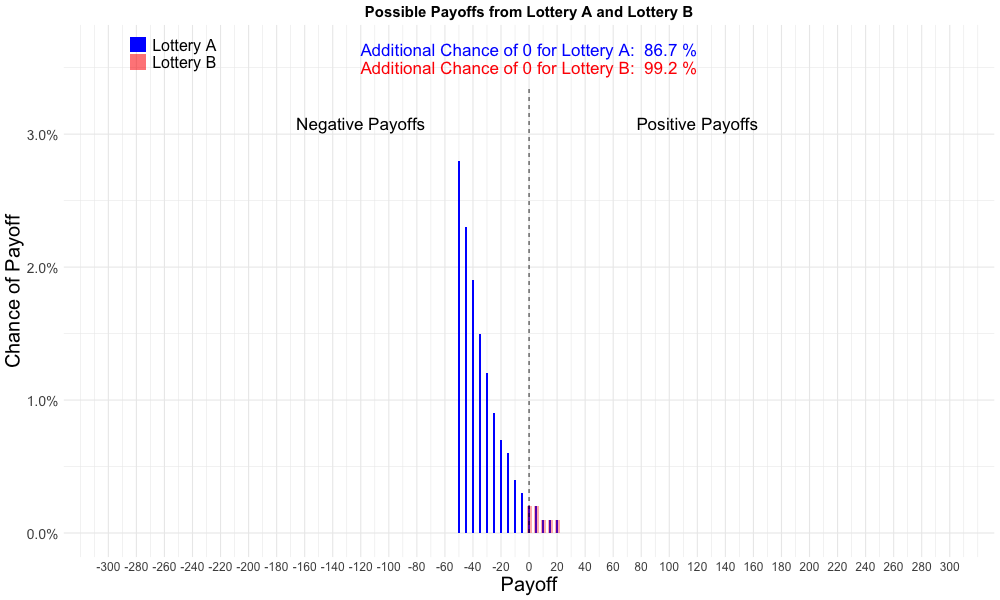 Possible Payoffs from Lottery A and Lottery B
Lottery A
Lottery B
Additional Chance of 0 for Lottery A: 86.7 %
Additional Chance of 0 for Lottery B: 99.2 %
Negative Payoffs
Positive Payoffs
Chance of Payoff
3.0%
2.0%
1.0%
0.0%
-300 -280 -260 -240 -220 -200 -180 -160 -140 -120 -100 -80 -60 -40 -20 0 20 40 60 80 100 120 140 160 180 200 220 240 260 280 300
Payoff